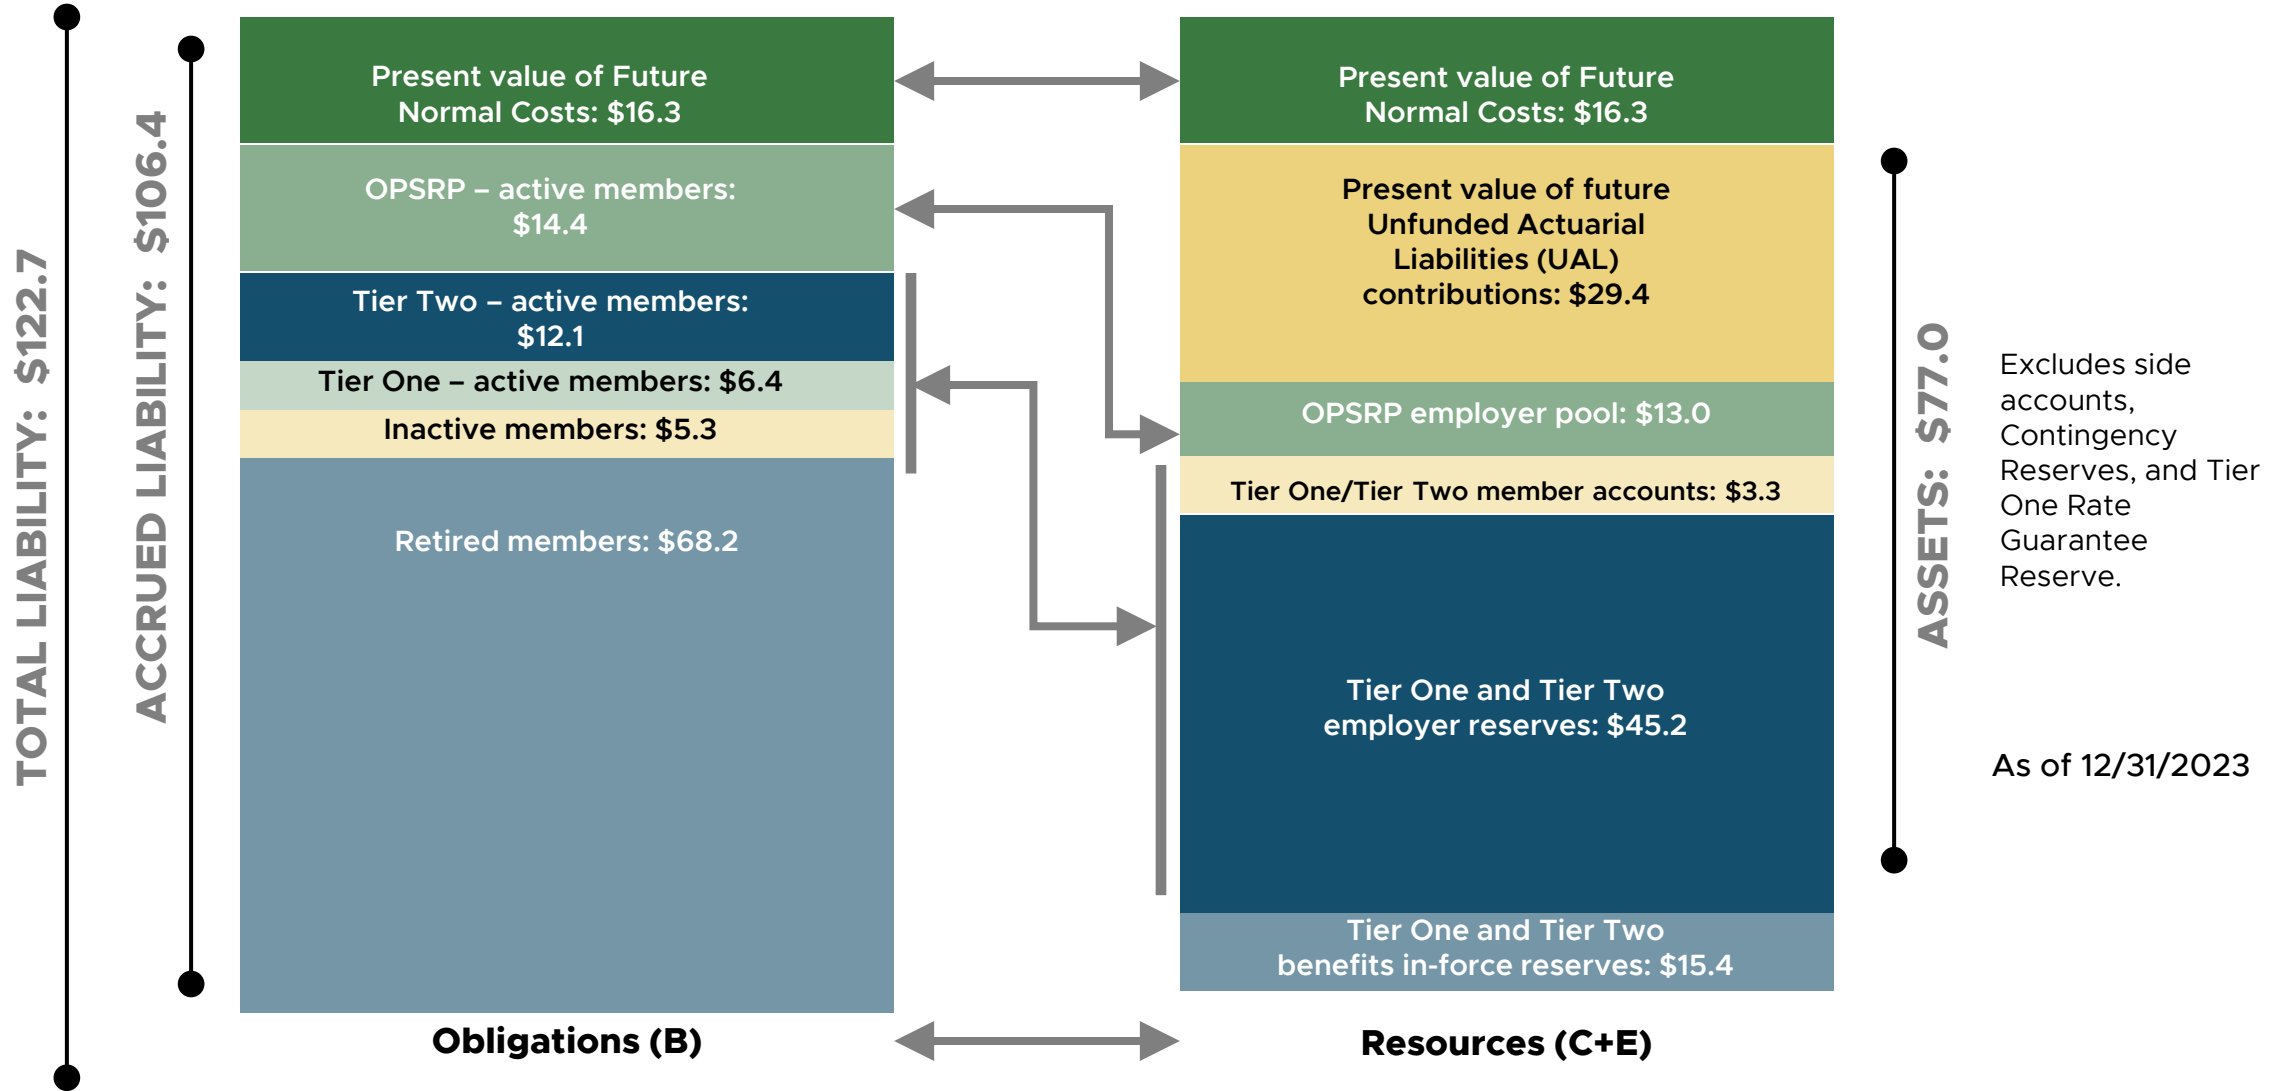 TOTAL LIABILITY: $122.7
ACCRUED LIABILITY: $106.4
Present value of Future
Normal Costs: $16.3
OPSRP – active members:
$14.4
Tier Two – active members:
$12.1
Tier One – active members: $6.4
Inactive members: $5.3
Retired members: $68.2
Obligations (B)
Present value of Future
Normal Costs: $16.3
Present value of future
Unfunded Actuarial
Liabilities (UAL)
contributions: $29.4
OPSRP employer pool: $13.0
Tier One/Tier Two member accounts: $3.3
Tier One and Tier Two
employer reserves: $45.2
Tier One and Tier Two
benefits in-force reserves: $15.4
Resources (C+E)
ASSETS: $77.0
Excludes side
accounts,
Contingency
Reserves, and Tier
One Rate
Guarantee
Reserve.
As of 12/31/2023